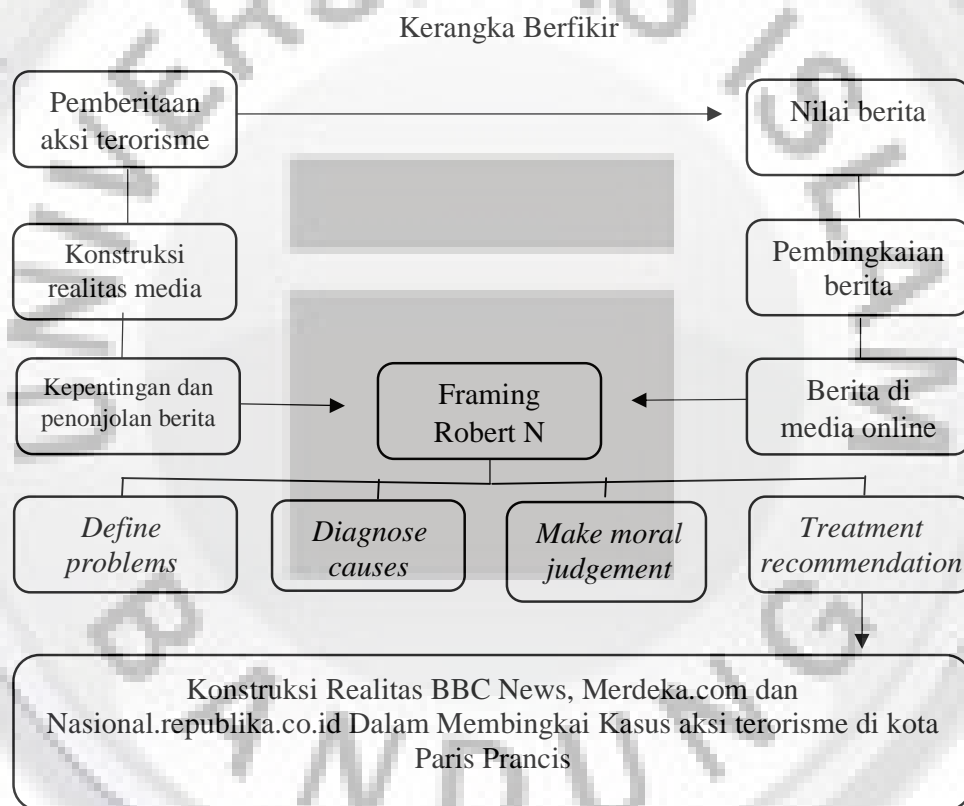 Kerangka Berfikir
Pemberitaan
aksi terorisme
Nilai berita
Konstruksi
realitas media
Pembingkaian
berita
Kepentingan dan
penonjolan berita
Framing
Robert N
Berita di
media online
Define
problems
Diagnose
causes
Make moral
judgement
Treatment
recommendation
Konstruksi Realitas BBC News, Merdeka.com dan
Nasional.republika.co.id Dalam Membingkai Kasus aksi terorisme di kota
Paris Prancis
BANDUNG